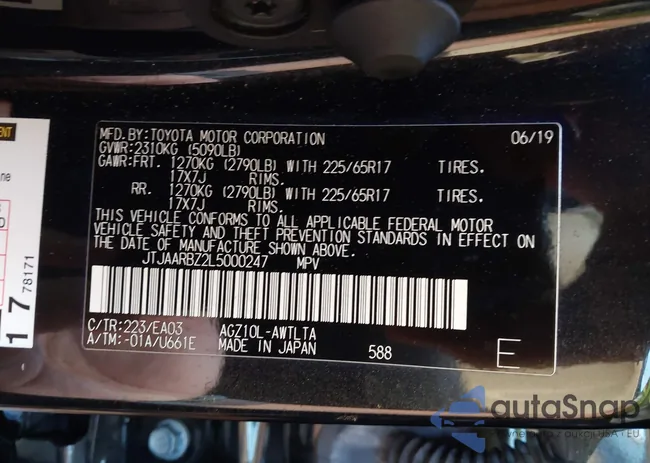 MFD.BY:TOYOTA MOTOR CORPORATION 06/19
GVWR:2310KG (5090LB)
GAWR:FRT. 1270KG (2790LB) WITH 225/65R17 TIRES.
17X7J RIMS.
RR. 1270KG (2790LB) WITH 225/65R17 TIRES.
17X7J RIMS.
THIS VEHICLE CONFORMS TO ALL APPLICABLE FEDERAL MOTOR
VEHICLE SAFETY AND THEFT PREVENTION STANDARDS IN EFFECT ON
THE DATE OF MANUFACTURE SHOWN ABOVE.
JTJAARBZ2L5000247 MPV
C/TR:223/EA03 AGZ10L-AWTLTA
A/TM:-01A/U661E MADE IN JAPAN 588 E
17 78171
autoSnap